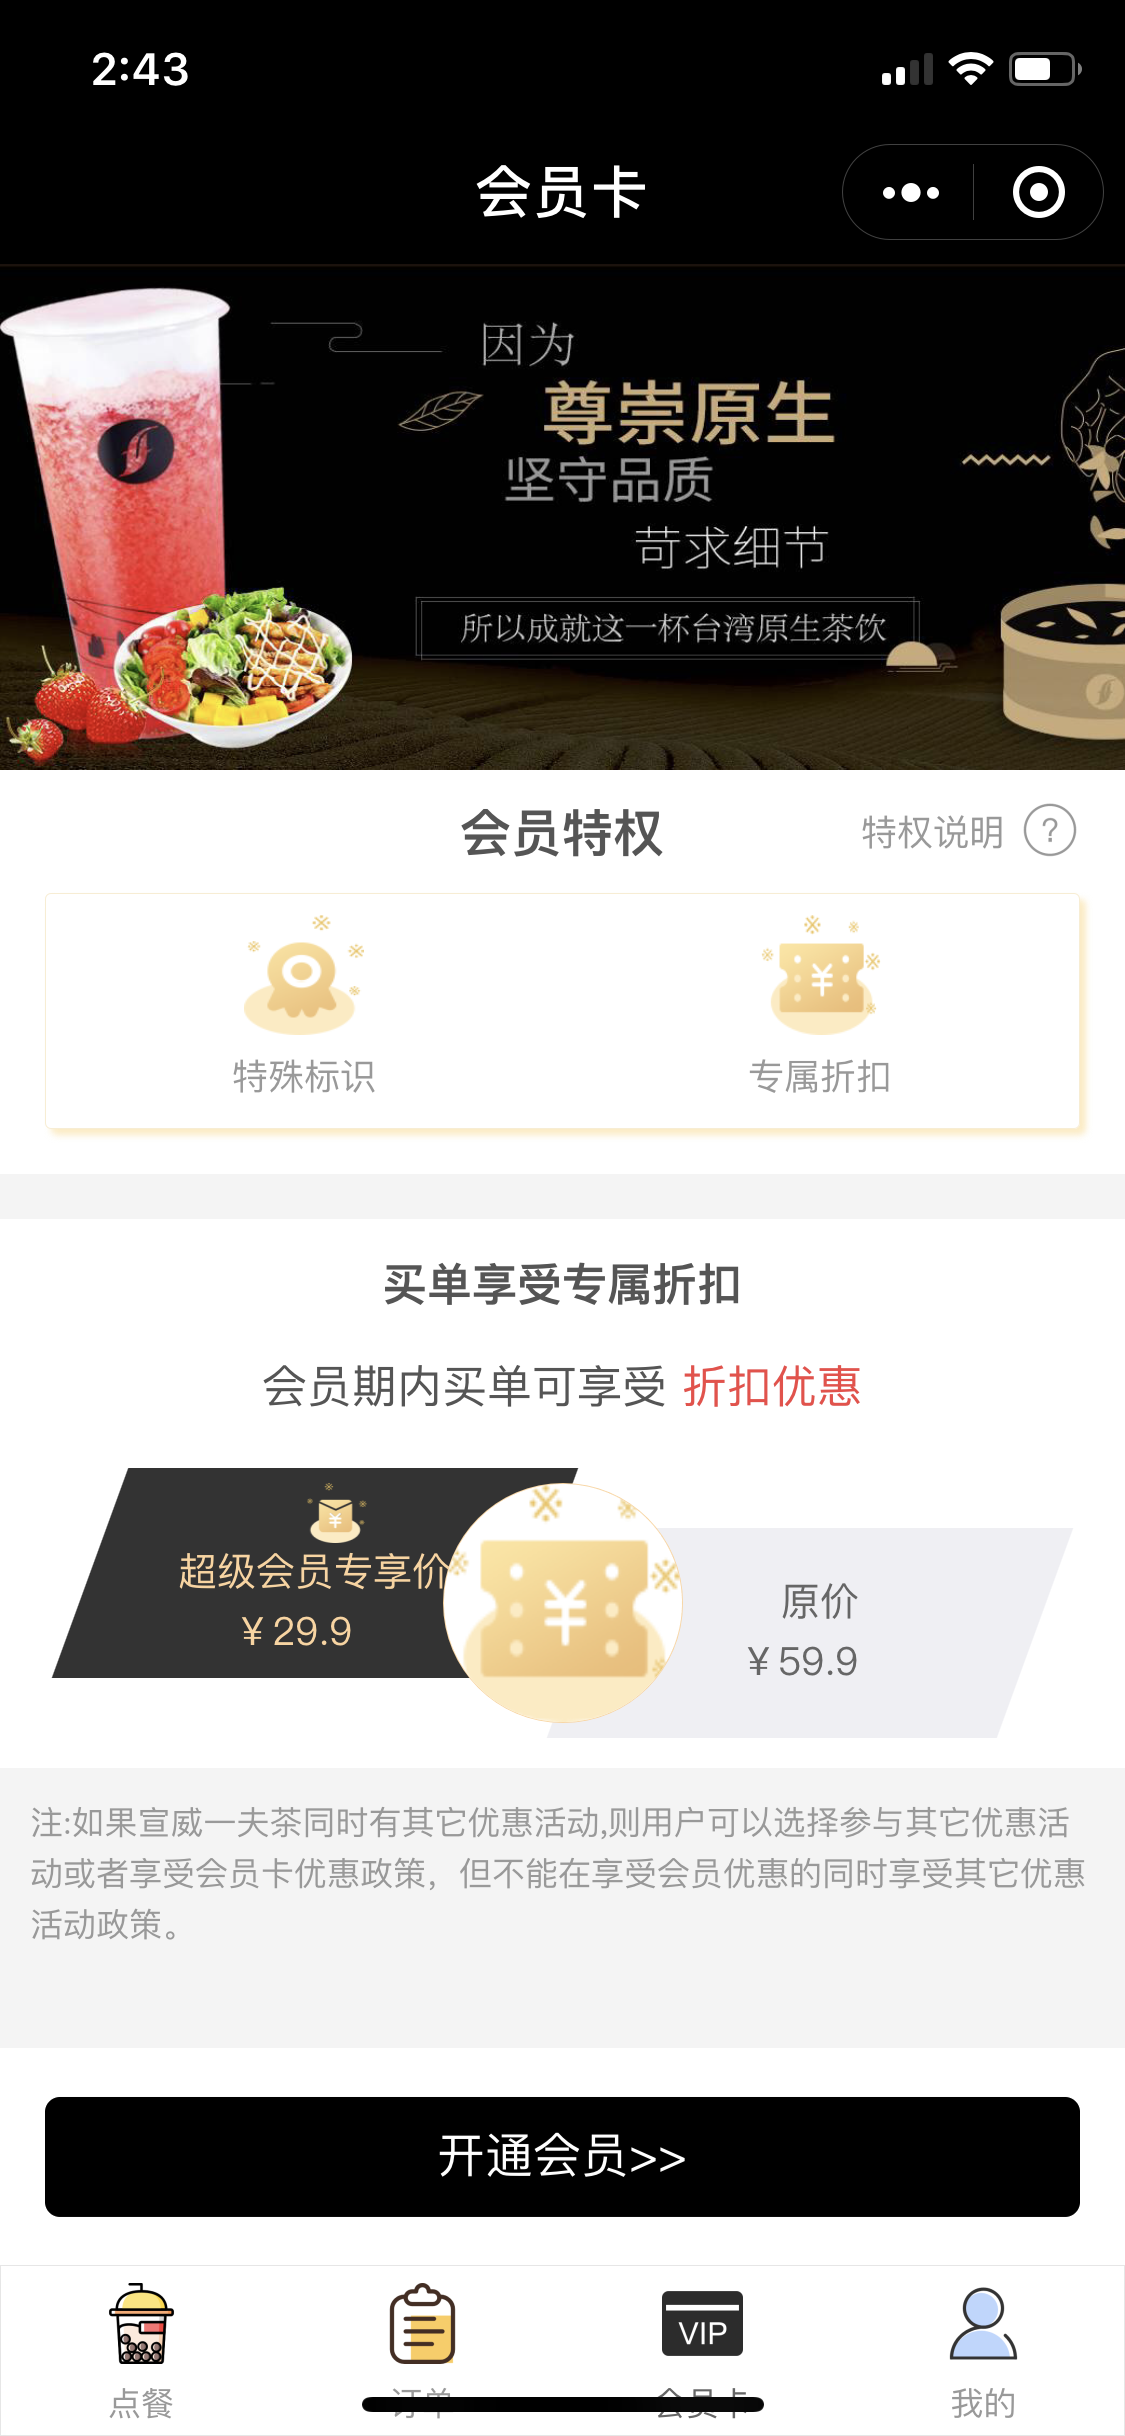 2:43
会员卡
因为
尊崇原生
坚守品质
苛求细节
所以成就这一杯台湾原生茶饮
会员特权
特权说明 ?
特殊标识
专属折扣
买单享受专属折扣
会员期内买单可享受 折扣优惠
超级会员专享价
¥ 29.9
原价
¥ 59.9
注:如果宣威一夫茶同时有其它优惠活动,则用户可以选择参与其它优惠活
动或者享受会员卡优惠政策，但不能在享受会员优惠的同时享受其它优惠
活动政策。
开通会员>>
VIP
点餐
订单
会员卡
我的